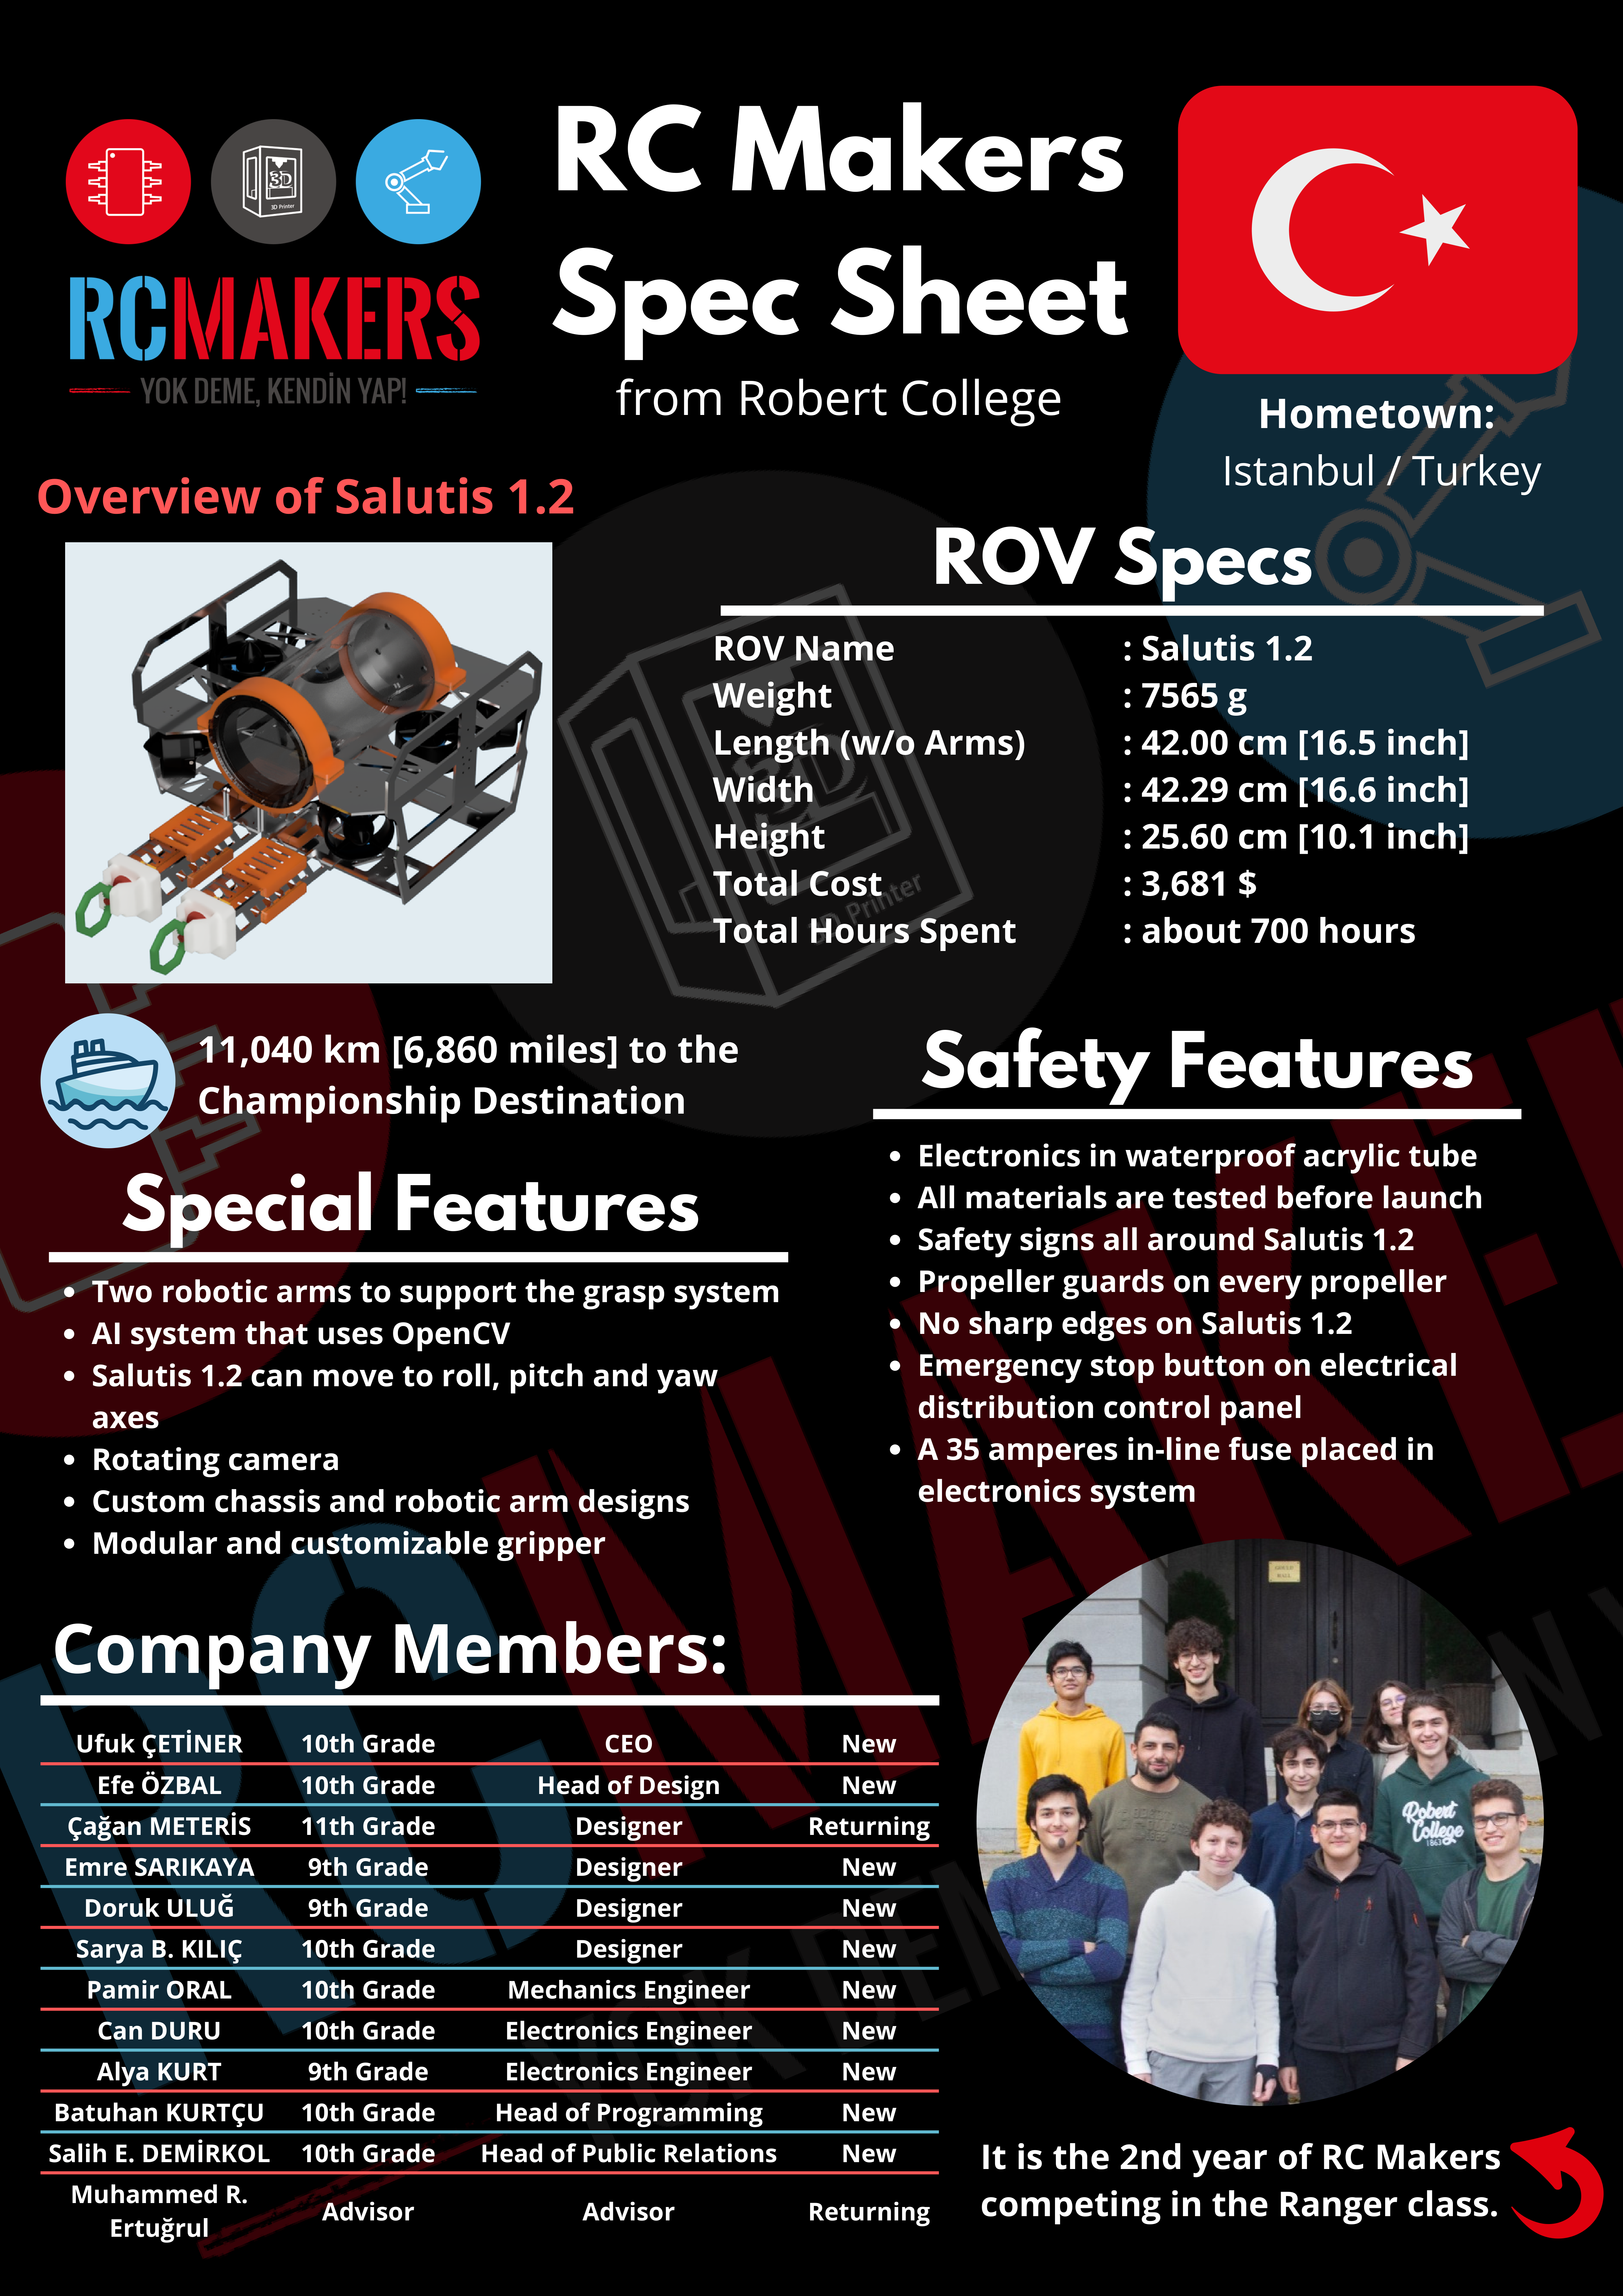 RC Makers
Spec Sheet
from Robert College
3D
3D Printer
RCMAKERS
YOK DEME, KENDİN YAP!
Hometown:
Istanbul / Turkey
Overview of Salutis 1.2
ROV Specs
ROV Name : Salutis 1.2
Weight : 7565 g
Length (w/o Arms) : 42.00 cm [16.5 inch]
Width : 42.29 cm [16.6 inch]
Height : 25.60 cm [10.1 inch]
Total Cost : 3,681 $
Total Hours Spent : about 700 hours
11,040 km [6,860 miles] to the
Championship Destination
Special Features
• Two robotic arms to support the grasp system
• AI system that uses OpenCV
• Salutis 1.2 can move to roll, pitch and yaw
axes
• Rotating camera
• Custom chassis and robotic arm designs
• Modular and customizable gripper
Safety Features
• Electronics in waterproof acrylic tube
• All materials are tested before launch
• Safety signs all around Salutis 1.2
• Propeller guards on every propeller
• No sharp edges on Salutis 1.2
• Emergency stop button on electrical
distribution control panel
• A 35 amperes in-line fuse placed in
electronics system
Company Members:
Ufuk ÇETİNER 10th Grade CEO New
Efe ÖZBAL 10th Grade Head of Design New
Çağan METERİS 11th Grade Designer Returning
Emre SARIKAYA 9th Grade Designer New
Doruk ULUĞ 9th Grade Designer New
Sarya B. KILIÇ 10th Grade Designer New
Pamir ORAL 10th Grade Mechanics Engineer New
Can DURU 10th Grade Electronics Engineer New
Alya KURT 9th Grade Electronics Engineer New
Batuhan KURTÇU 10th Grade Head of Programming New
Salih E. DEMİRKOL 10th Grade Head of Public Relations New
Muhammed R.
Ertuğrul Advisor Advisor Returning
Robert
College
1863
It is the 2nd year of RC Makers
competing in the Ranger class.